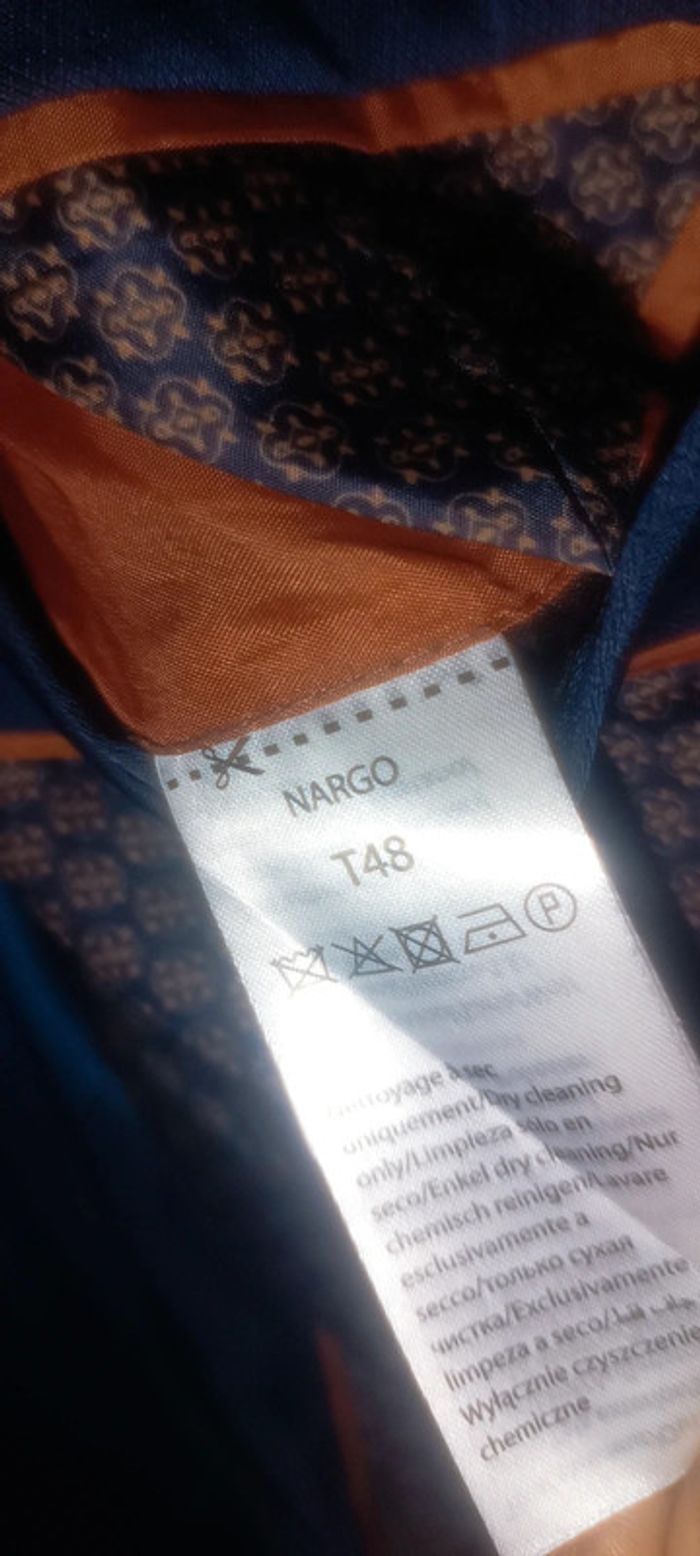 NARGO
T48
P
à sec
uniquement/Dry cleaning
only/Limpieza sólo en
seco/Enkel dry cleaning/Nur
chemisch reinigen/Lavare
esclusivamente a
secco/только сухая
чистка/Exclusivamente
limpeza a seco/
Wyłącznie czyszczenie
chemiczne